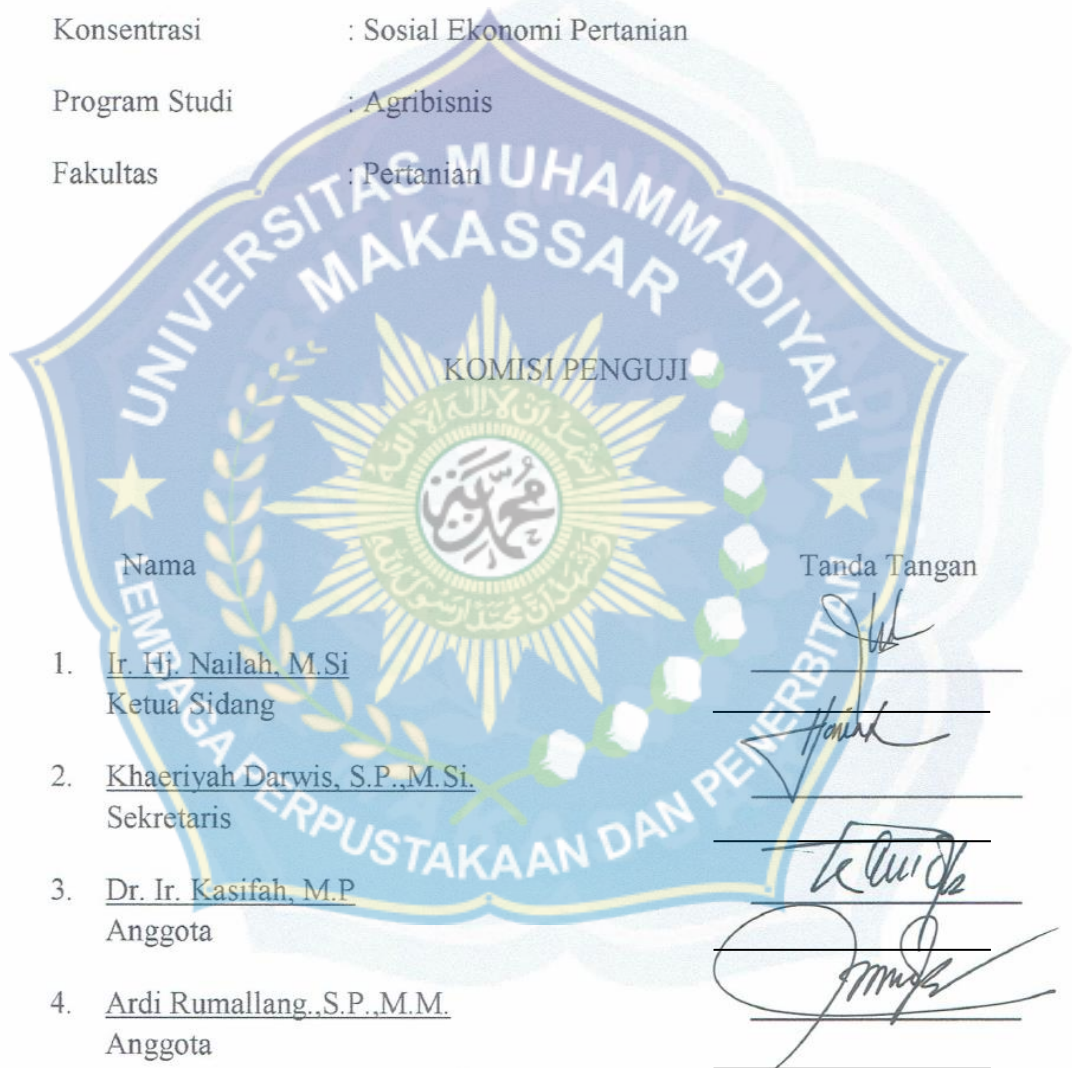 Konsentrasi : Sosial Ekonomi Pertanian
Program Studi : Agribisnis
Fakultas : Pertanian
UNIVERSITAS MUHAMMADIYAH
MAKASSAR
KOMISI PENGUJI
محمد
Nama Tanda Tangan
1. Ir. Hj. Nailah, M.Si
Ketua Sidang
2. Khaeriyah Darwis, S.P.,M.Si.
Sekretaris
3. Dr. Ir. Kasifah, M.P
Anggota
4. Ardi Rumallang.,S.P.,M.M.
Anggota
LEMBAGA PERPUSTAKAAN DAN PENERBITAN